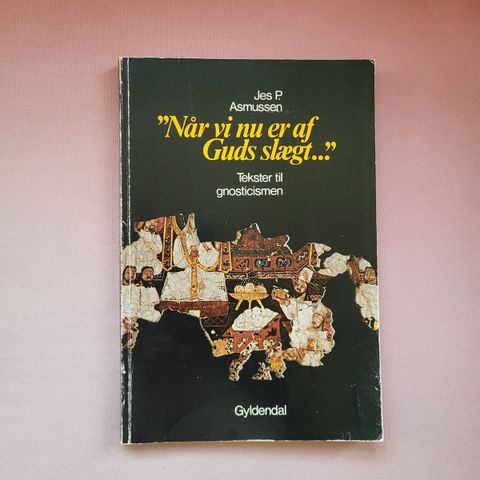 Jes P.
Asmussen
”Når vi nu er af
Guds slægt...”
Tekster til
gnosticismen
Gyldendal